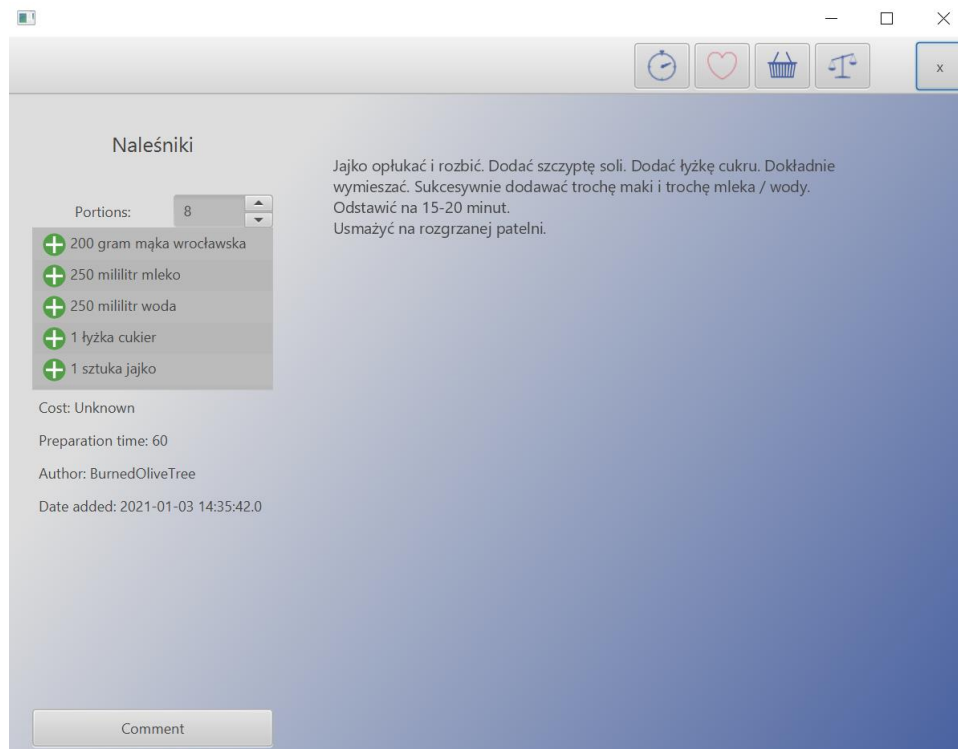 x
Naleśniki
Portions: 8
200 gram mąka wrocławska
250 mililitr mleko
250 mililitr woda
1 łyżka cukier
1 sztuka jajko
Cost: Unknown
Preparation time: 60
Author: BurnedOliveTree
Date added: 2021-01-03 14:35:42.0
Comment
Jajko opłukać i rozbić. Dodać szczyptę soli. Dodać łyżkę cukru. Dokładnie
wymieszać. Sukcesywnie dodawać trochę maki i trochę mleka / wody.
Odstawić na 15-20 minut.
Usmażyć na rozgrzanej patelni.